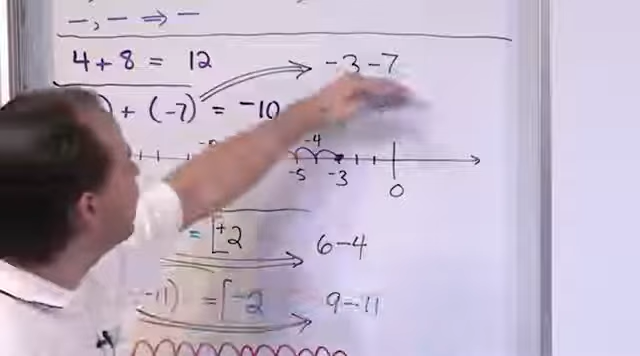 −, − ⇒ −
4 + 8 = 12
−3 −7
) + (−7) = −10
−4
−5 −3
0
= +2
6 − 4
−11) = −2
9 − 11